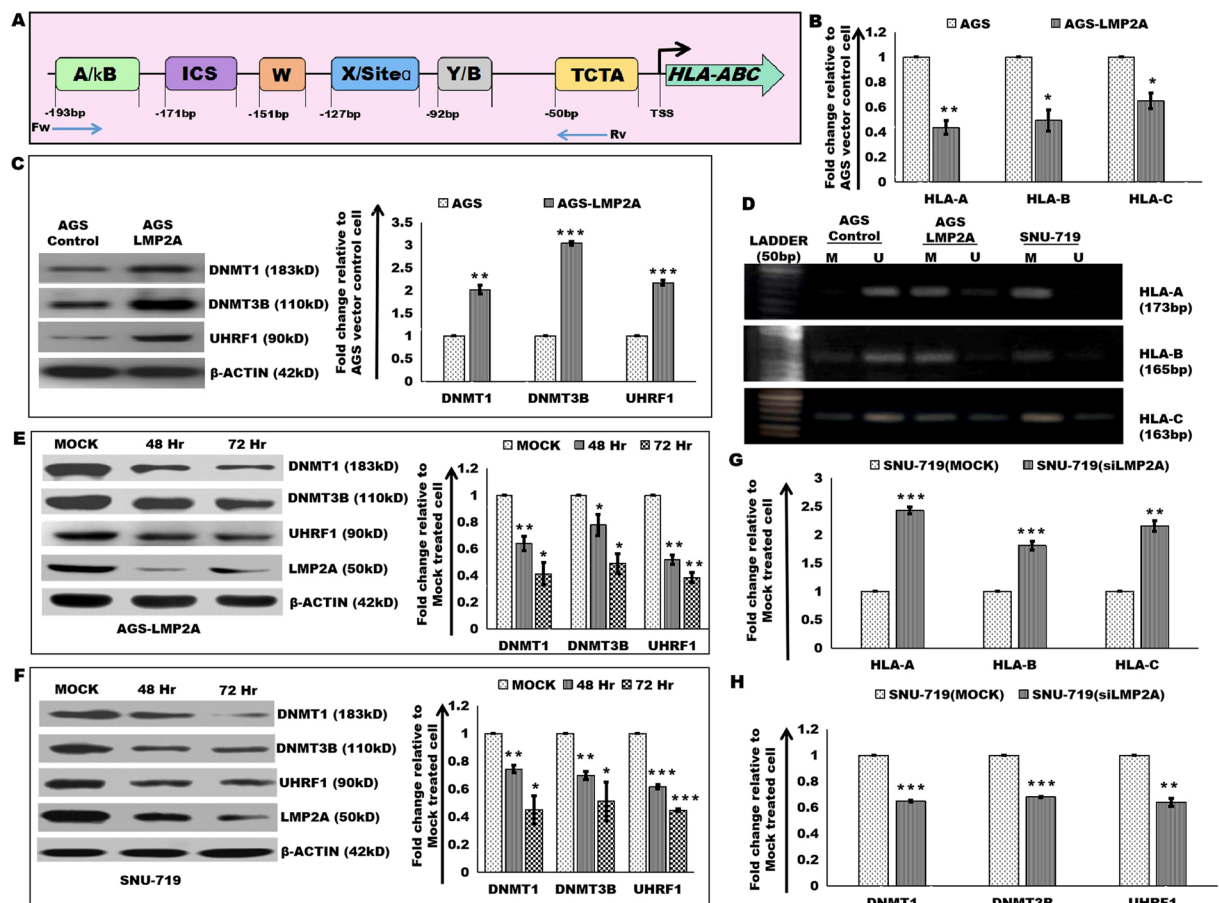 A
A/kB ICS W X/Siteα Y/B TCTA HLA-ABC
-193bp -171bp -151bp -127bp -92bp -50bp TSS
Fw Rv
B
AGS AGS-LMP2A
Fold change relative to
AGS vector control cell
1.2
1
0.8
0.6
0.4
0.2
0
** * *
HLA-A HLA-B HLA-C
C
AGS AGS
Control LMP2A
DNMT1 (183kD)
DNMT3B (110kD)
UHRF1 (90kD)
β-ACTIN (42kD)
AGS AGS-LMP2A
Fold change relative to
AGS vector control cell
3.5
3
2.5
2
1
0.5
0
** *** ***
DNMT1 DNMT3B UHRF1
D
LADDER
(50bp)
AGS
Control
AGS
LMP2A
SNU-719
M U M U M U
HLA-A
(173bp)
HLA-B
(165bp)
HLA-C
(163bp)
E
MOCK 48 Hr 72 Hr
DNMT1 (183kD)
DNMT3B (110kD)
UHRF1 (90kD)
LMP2A (50kD)
β-ACTIN (42kD)
AGS-LMP2A
MOCK 48 Hr 72 Hr
Fold change relative to
Mock treated cell
1.2
1
0.8
0.6
0.4
0.2
0
** * * * ** **
DNMT1 DNMT3B UHRF1
F
MOCK 48 Hr 72 Hr
DNMT1 (183kD)
DNMT3B (110kD)
UHRF1 (90kD)
LMP2A (50kD)
β-ACTIN (42kD)
SNU-719
MOCK 48 Hr 72 Hr
Fold change relative to
Mock treated cell
1.2
1
0.8
0.6
0.4
0.2
0
** * ** * *** ***
DNMT1 DNMT3B UHRF1
G
SNU-719(MOCK) SNU-719(siLMP2A)
Fold change relative to
Mock treated cell
3
2.5
2
1.5
1
0.5
0
*** *** **
HLA-A HLA-B HLA-C
H
SNU-719(MOCK) SNU-719(siLMP2A)
Fold change relative to
Mock treated cell
1.2
1
0.8
0.6
0.4
0.2
0
*** *** **
DNMT1 DNMT3B UHRF1